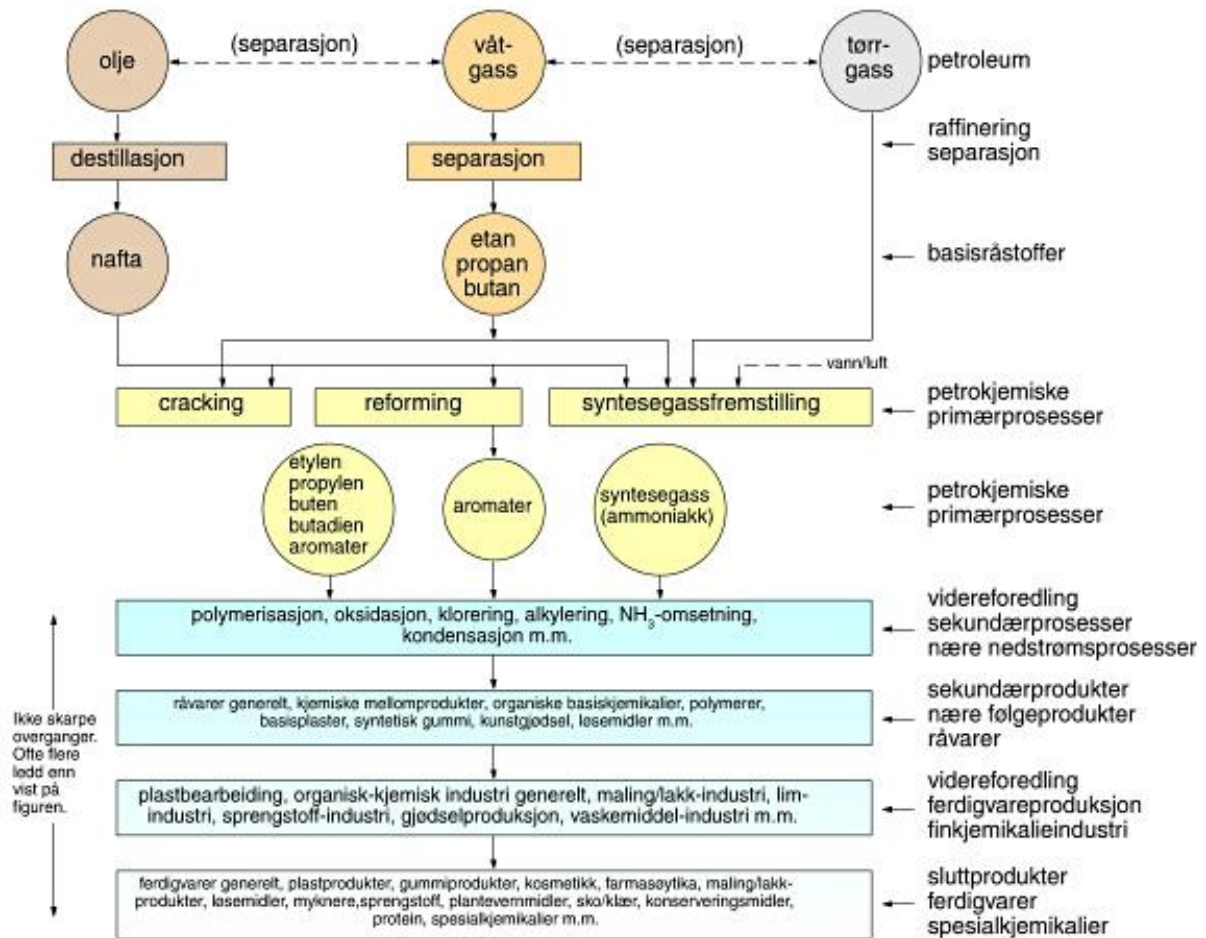 olje
(separasjon)
våt-
gass
(separasjon)
tørr-
gass
petroleum
destillasjon
separasjon
raffinering
separasjon
nafta
etan
propan
butan
basisråstoffer
vann/luft
cracking
reforming
syntesegassfremstilling
petrokjemiske
primærprosesser
etylen
propylen
buten
butadien
aromater
aromater
syntesegass
(ammoniakk)
petrokjemiske
primærprosesser
polymerisasjon, oksidasjon, klorering, alkylering, NH₃-omsetning,
kondensasjon m.m.
videreforedling
sekundærprosesser
nære nedstrømsprosesser
råvarer generelt, kjemiske mellomprodukter, organiske basiskjemikalier, polymerer,
basisplaster, syntetisk gummi, kunstgjødsel, løsemidler m.m.
sekundærprodukter
nære følgeprodukter
råvarer
Ikke skarpe
overganger.
Ofte flere
ledd enn
vist på
figuren.
plastbearbeiding, organisk-kjemisk industri generelt, maling/lakk-industri, lim-
industri, sprengstoff-industri, gjødselproduksjon, vaskemiddel-industri m.m.
videreforedling
ferdigvareproduksjon
finkjemikalieindustri
ferdigvarer generelt, plastprodukter, gummiprodukter, kosmetikk, farmasøytika, maling/lakk-
produkter, løsemidler, myknere,sprengstoff, plantevernmidler, sko/klær, konserveringsmidler,
protein, spesialkjemikalier m.m.
sluttprodukter
ferdigvarer
spesialkjemikalier